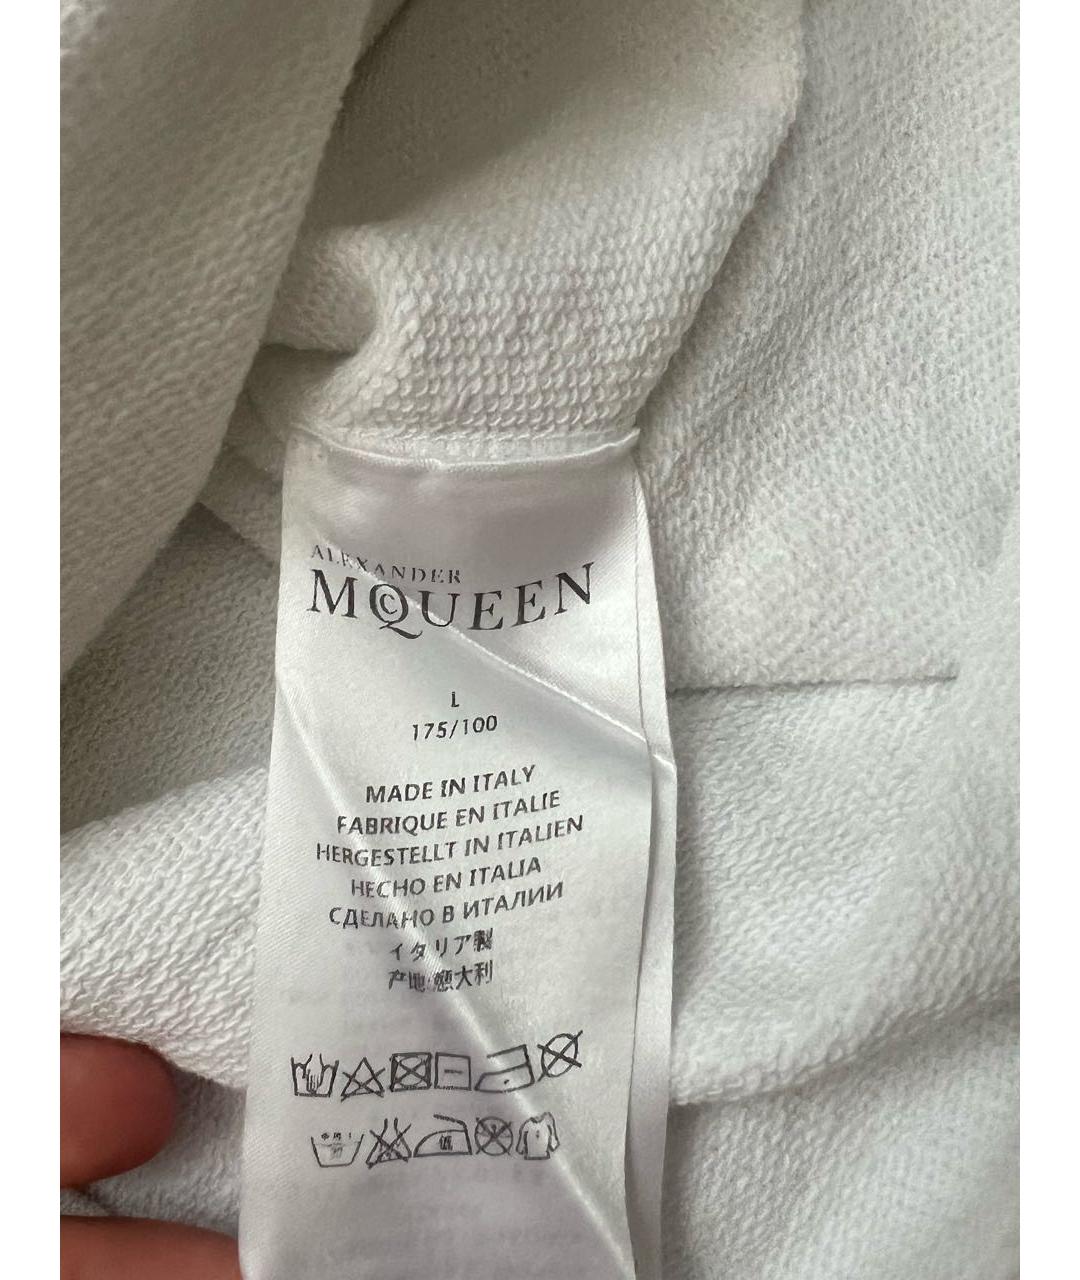 ALEXANDER
MCQUEEN
L
175/100
MADE IN ITALY
FABRIQUE EN ITALIE
HERGESTELLT IN ITALIEN
HECHO EN ITALIA
СДЕЛАНО В ИТАЛИИ
イタリア製
产地:意大利
低